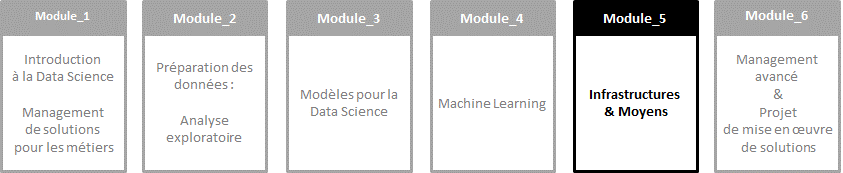 Module_1
Introduction
à la Data Science
Management
de solutions
pour les métiers
Module_2
Préparation des
données :
Analyse
exploratoire
Module_3
Modèles pour la
Data Science
Module_4
Machine Learning
Module_5
Infrastructures
& Moyens
Module_6
Management
avancé
&
Projet
de mise en œuvre
de solutions